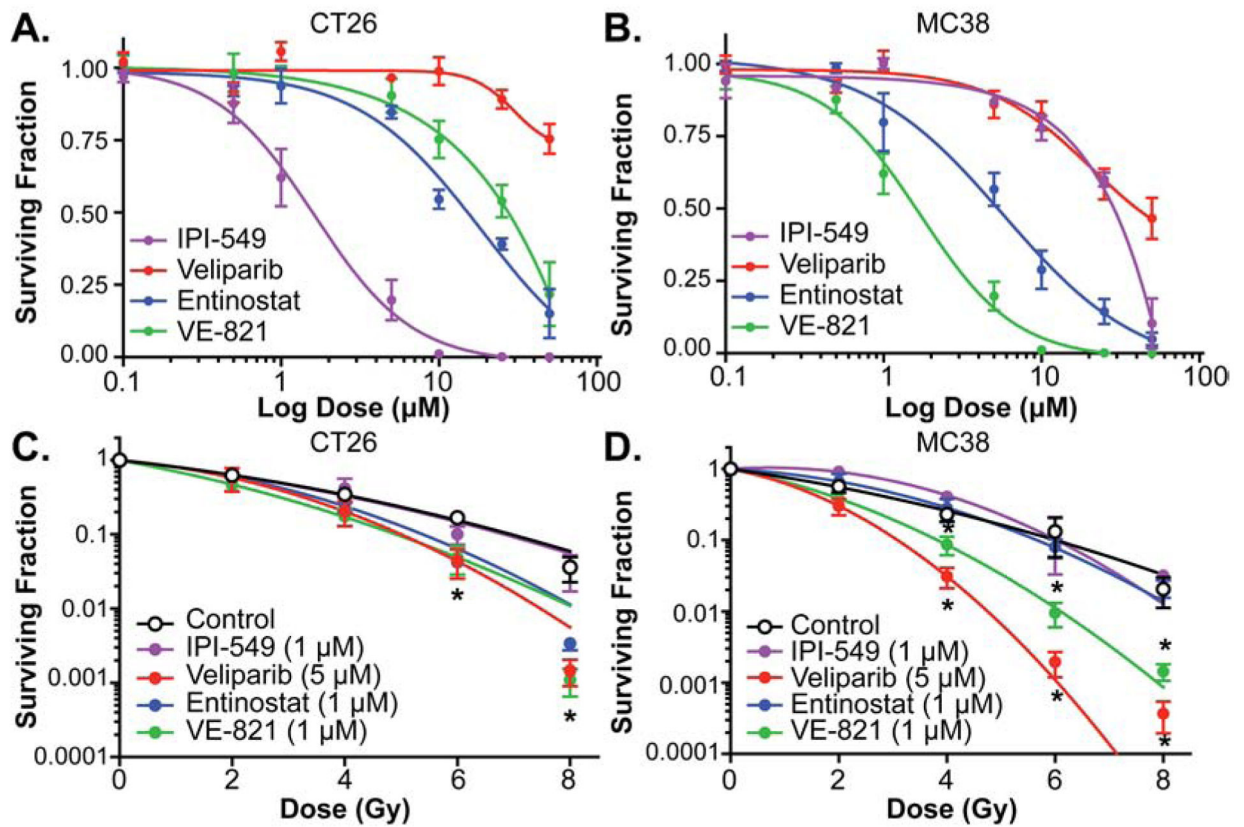 A.
CT26
Surviving Fraction
1.00
0.75
0.50
0.25
0.00
IPI-549
Veliparib
Entinostat
VE-821
0.1
1
10
100
Log Dose (µM)
B.
MC38
Surviving Fraction
1.00
0.75
0.50
0.25
0.00
IPI-549
Veliparib
Entinostat
VE-821
0.1
1
10
100
Log Dose (µM)
C.
CT26
Surviving Fraction
1
0.1
0.01
0.001
0.0001
Control
IPI-549 (1 µM)
Veliparib (5 µM)
Entinostat (1 µM)
VE-821 (1 µM)
*
*
0
2
4
6
8
Dose (Gy)
D.
MC38
Surviving Fraction
1
0.1
0.01
0.001
0.0001
Control
IPI-549 (1 µM)
Veliparib (5 µM)
Entinostat (1 µM)
VE-821 (1 µM)
*
*
*
*
*
*
0
2
4
6
8
Dose (Gy)